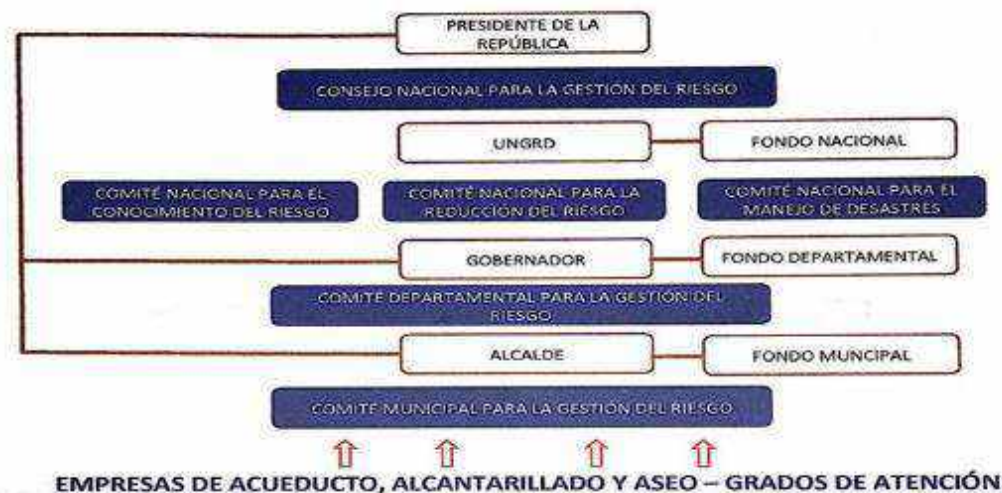 PRESIDENTE DE LA
REPÚBLICA
CONSEJO NACIONAL PARA LA GESTIÓN DEL RIESGO
UNGRD
FONDO NACIONAL
COMITÉ NACIONAL PARA EL
CONOCIMIENTO DEL RIESGO
COMITÉ NACIONAL PARA LA
REDUCCIÓN DEL RIESGO
COMITÉ NACIONAL PARA EL
MANEJO DE DESASTRES
GOBERNADOR
FONDO DEPARTAMENTAL
COMITÉ DEPARTAMENTAL PARA LA GESTIÓN DEL
RIESGO
ALCALDE
FONDO MUNCIPAL
COMITÉ MUNICIPAL PARA LA GESTIÓN DEL RIESGO
EMPRESAS DE ACUEDUCTO, ALCANTARILLADO Y ASEO – GRADOS DE ATENCIÓN